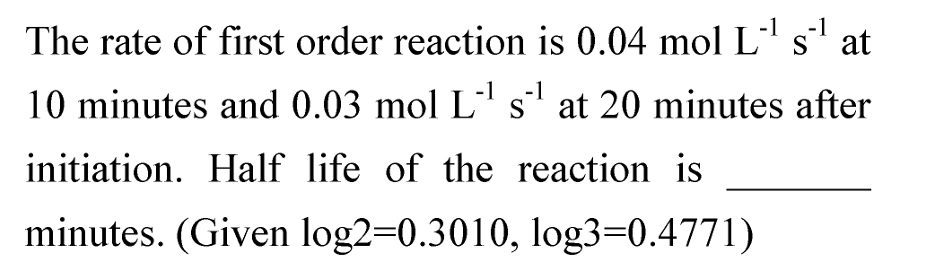 The rate of first order reaction is 0.04 mol L⁻¹ s⁻¹ at
10 minutes and 0.03 mol L⁻¹ s⁻¹ at 20 minutes after
initiation. Half life of the reaction is ________
minutes. (Given log2=0.3010, log3=0.4771)